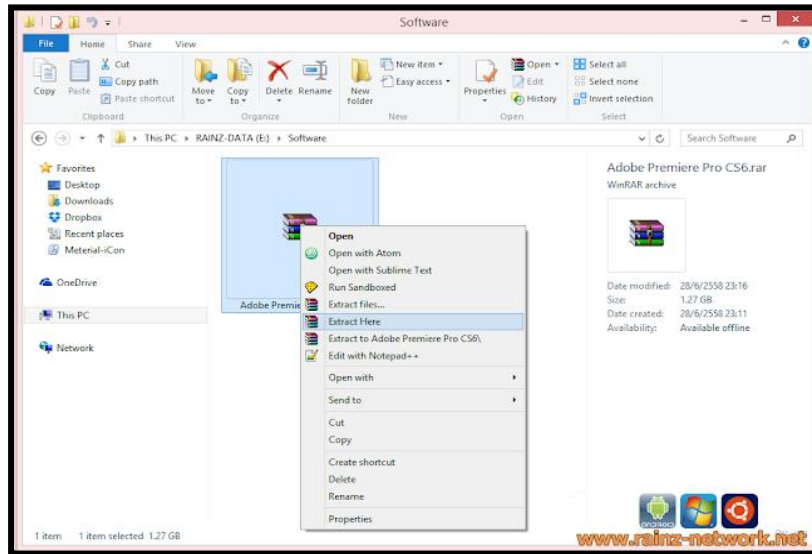 Software
File Home Share View
Copy
Paste
Cut
Copy path
Paste shortcut
Clipboard
Move to
Copy to
Delete
Rename
Organize
New folder
New item
Easy access
New
Properties
Open
Edit
History
Open
Select all
Select none
Invert selection
Select
This PC RAINZ-DATA (E:) Software
Search Software
Favorites
Desktop
Downloads
Dropbox
Recent places
Meterial-iCon
OneDrive
This PC
Network
Adobe Premie
Open
Open with Atom
Open with Sublime Text
Run Sandboxed
Extract files...
Extract Here
Extract to Adobe Premiere Pro CS6\
Edit with Notepad++
Open with
Send to
Cut
Copy
Create shortcut
Delete
Rename
Properties
Adobe Premiere Pro CS6.rar
WinRAR archive
Date modified: 28/6/2558 23:16
Size: 1.27 GB
Date created: 28/6/2558 23:11
Availability: Available offline
1 item 1 item selected 1.27 GB
ANDROID
www.rainz-network.net